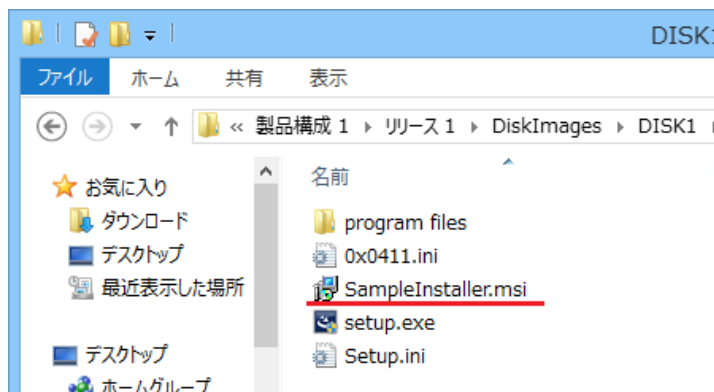 DISK1
ファイル ホーム 共有 表示
« 製品構成 1 リリース 1 DiskImages DISK1
お気に入り
ダウンロード
デスクトップ
最近表示した場所
デスクトップ
ホームグループ
名前
program files
0x0411.ini
SampleInstaller.msi
setup.exe
Setup.ini